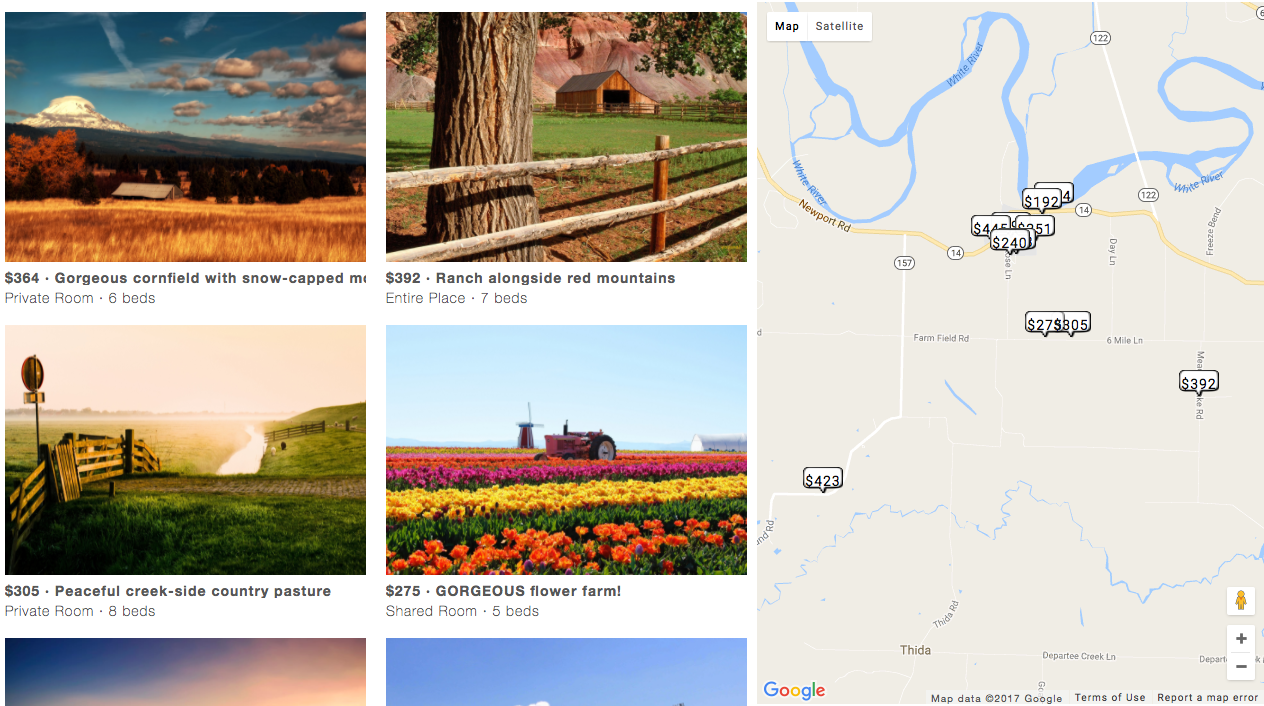 $364 · Gorgeous cornfield with snow-capped
Private Room · 6 beds
$392 · Ranch alongside red mountains
Entire Place · 7 beds
$305 · Peaceful creek-side country pasture
Private Room · 8 beds
$275 · GORGEOUS flower farm!
Shared Room · 5 beds
Map
Satellite
122
White River
White River
White River
122
Newport Rd
$192
14
14
$251
$240
157
Day Ln
Freeze Bend
$305
Farm Field Rd
6 Mile Ln
$392
$423
Thida Rd
Thida
Departee Creek Ln
Google
Map data ©2017 Google
Terms of Use
Report a map error